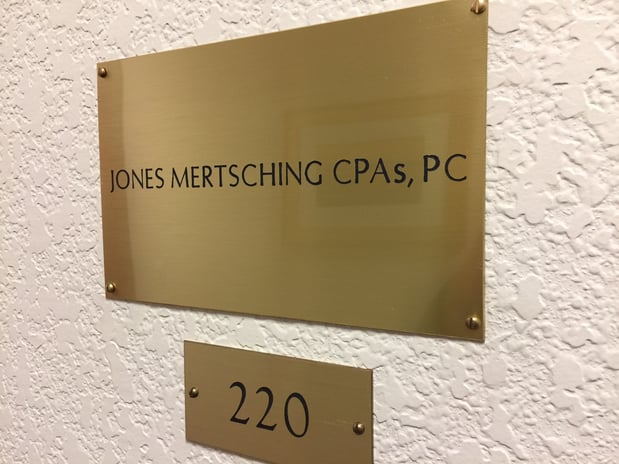 JONES MERTSCHING CPAs, PC
220